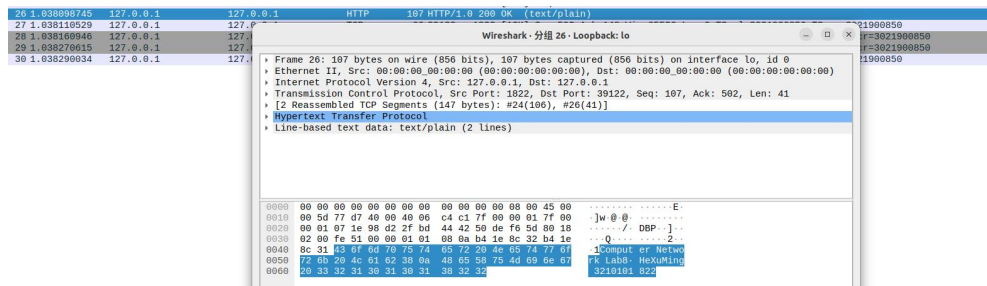 26 1.038098745 127.0.0.1 127.0.0.1 HTTP 107 HTTP/1.0 200 OK (text/plain)
27 1.038110529 127.0.0.1 127. 3021900850
28 1.038160946 127.0.0.1 127. r=3021900850
29 1.038270615 127.0.0.1 127. r=3021900850
30 1.038290034 127.0.0.1 127. 21900850
Wireshark · 分组 26 · Loopback: lo
Frame 26: 107 bytes on wire (856 bits), 107 bytes captured (856 bits) on interface lo, id 0
Ethernet II, Src: 00:00:00_00:00:00 (00:00:00:00:00:00), Dst: 00:00:00_00:00:00 (00:00:00:00:00:00)
Internet Protocol Version 4, Src: 127.0.0.1, Dst: 127.0.0.1
Transmission Control Protocol, Src Port: 1822, Dst Port: 39122, Seq: 107, Ack: 502, Len: 41
[2 Reassembled TCP Segments (147 bytes): #24(106), #26(41)]
Hypertext Transfer Protocol
Line-based text data: text/plain (2 lines)
0000 00 00 00 00 00 00 00 00 00 00 00 00 08 00 45 00 ········ ······E·
0010 00 5d 77 d7 40 00 40 06 c4 c1 7f 00 00 01 7f 00 ·]w·@·@· ········
0020 00 01 07 1e 98 d2 2f bd 44 42 50 de f6 5d 80 18 ······/· DBP··]··
0030 02 00 fe 51 00 00 01 01 08 0a b4 1e 8c 32 b4 1e ···Q···· ·····2··
0040 8c 31 43 6f 6d 70 75 74 65 72 20 4e 65 74 77 6f ·1Comput er Netwo
0050 72 6b 20 4c 61 62 38 0a 48 65 58 75 4d 69 6e 67 rk Lab8· HeXuMing
0060 20 33 32 31 30 31 30 31 38 32 32 3210101 822